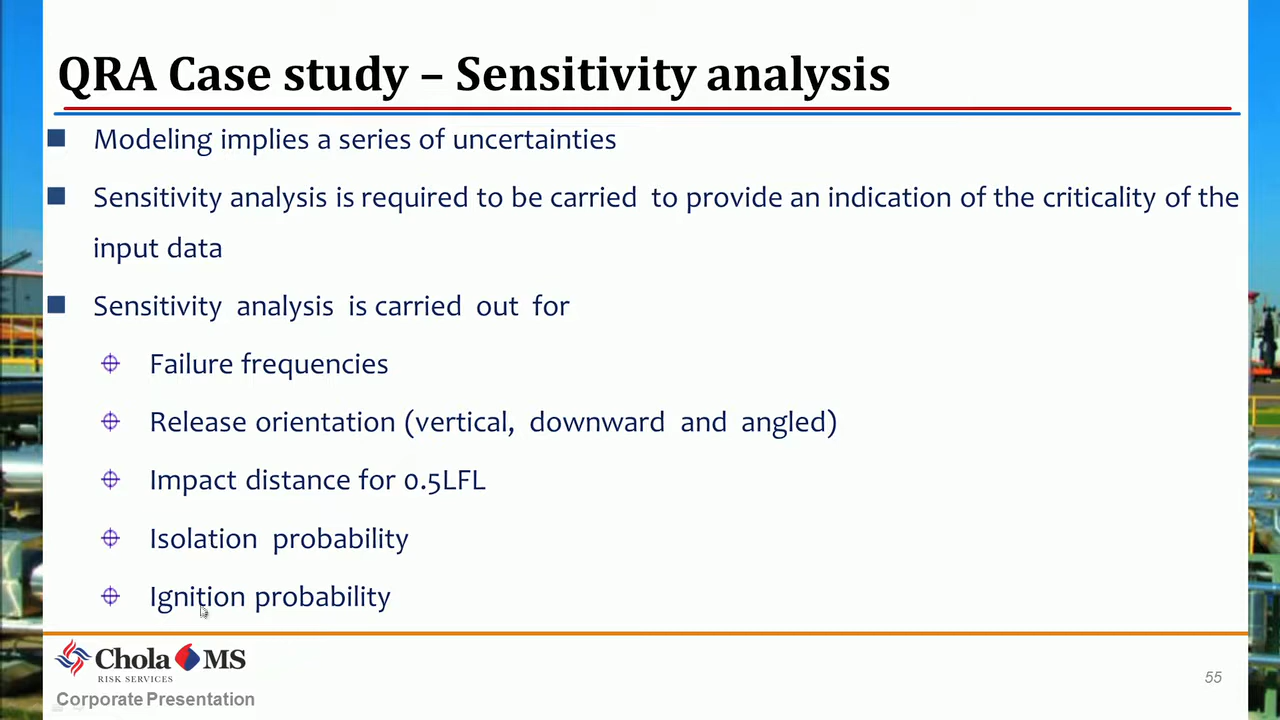 QRA Case study – Sensitivity analysis
Modeling implies a series of uncertainties
Sensitivity analysis is required to be carried to provide an indication of the criticality of the
input data
Sensitivity analysis is carried out for
Failure frequencies
Release orientation (vertical, downward and angled)
Impact distance for 0.5LFL
Isolation probability
Ignition probability
Chola MS
RISK SERVICES
Corporate Presentation
55